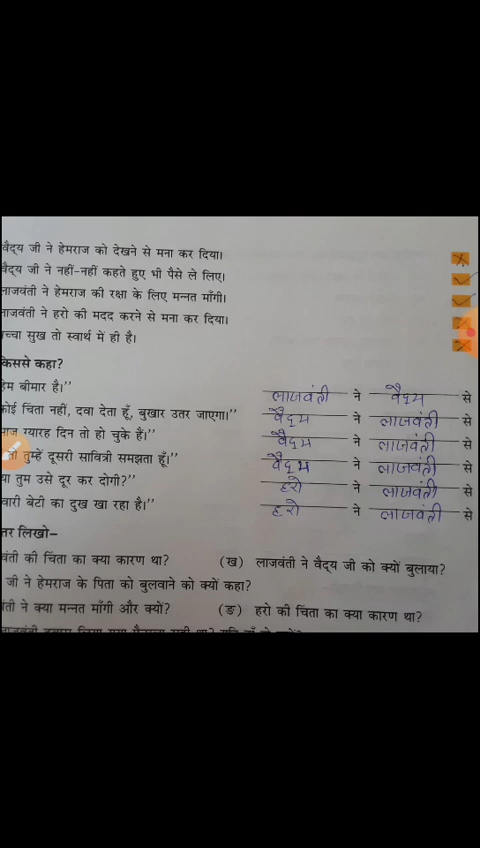 वैद्य जी ने हेमराज को देखने से मना कर दिया।
वैद्य जी ने नहीं-नहीं कहते हुए भी पैसे ले लिए।
लाजवंती ने हेमराज की रक्षा के लिए मन्नत माँगी।
लाजवंती ने हरो की मदद करने से मना कर दिया।
सच्चा सुख तो स्वार्थ में ही है।
किससे कहा?
हेम बीमार है।" लाजवंती ने वैद्य से
कोई चिंता नहीं, दवा देता हूँ, बुखार उतर जाएगा।" वैद्य ने लाजवंती से
आज ग्यारह दिन तो हो चुके हैं।" वैद्य ने लाजवंती से
तुम्हें दूसरी सावित्री समझता हूँ।" वैद्य ने लाजवंती से
क्या तुम उसे दूर कर दोगी?" हरो ने लाजवंती से
वारी बेटी का दुख खा रहा है।" हरो ने लाजवंती से
त्तर लिखो–
वंती की चिंता का क्या कारण था? (ख) लाजवंती ने वैद्य जी को क्यों बुलाया?
जी ने हेमराज के पिता को बुलवाने को क्यों कहा?
वंती ने क्या मन्नत माँगी और क्यों? (ङ) हरो की चिंता का क्या कारण था?